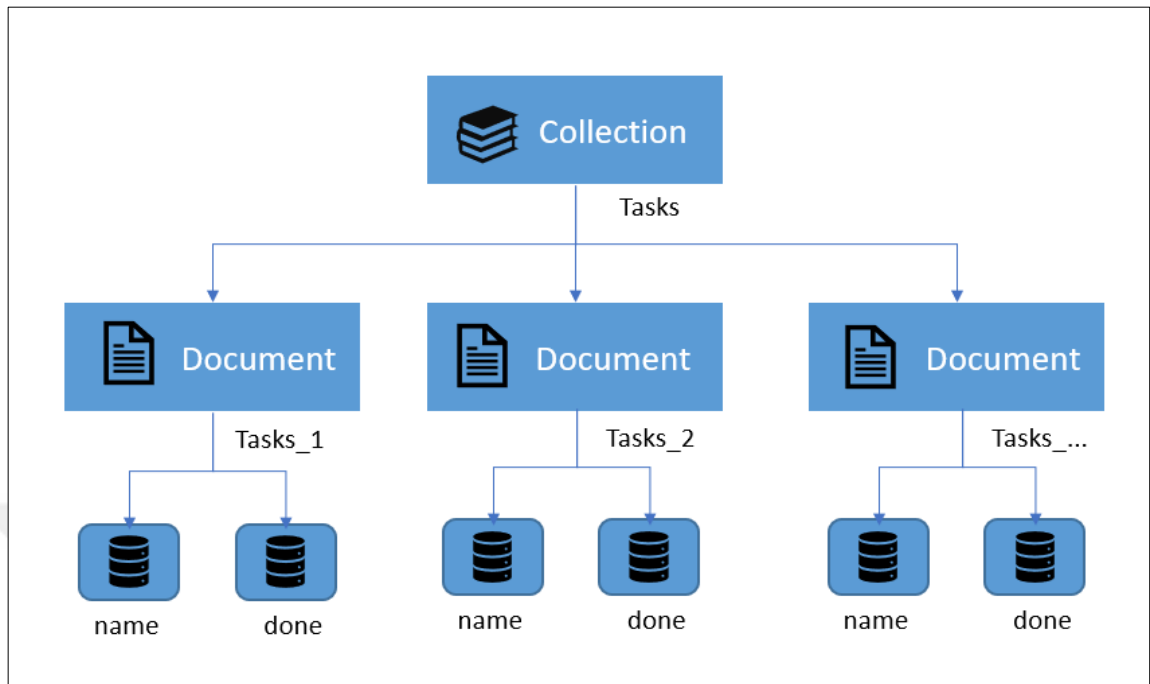 Collection
Tasks
Document
Document
Document
Tasks_1
Tasks_2
Tasks_...
name
done
name
done
name
done